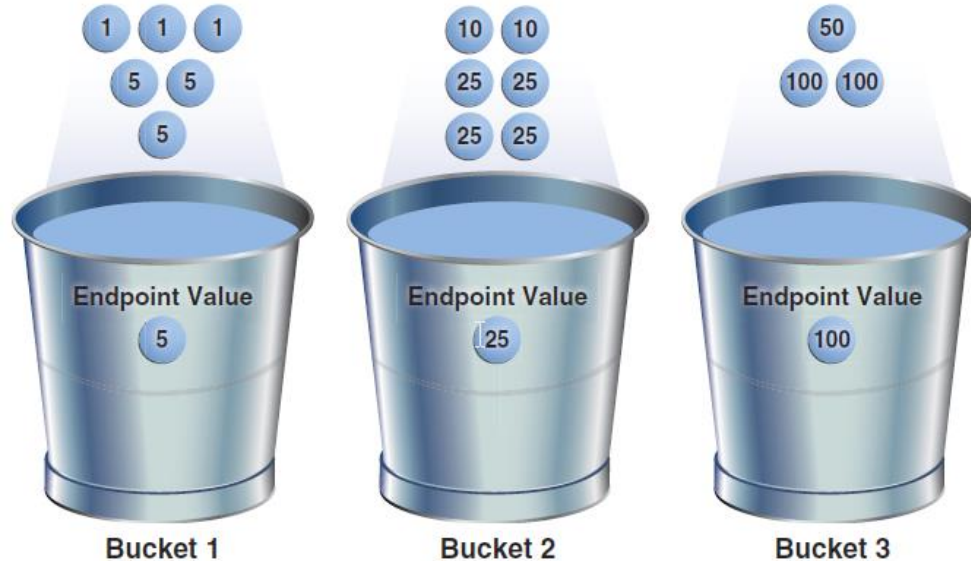 1 1 1
5 5
5
Endpoint Value
5
Bucket 1
10 10
25 25
25 25
Endpoint Value
25
Bucket 2
50
100 100
Endpoint Value
100
Bucket 3